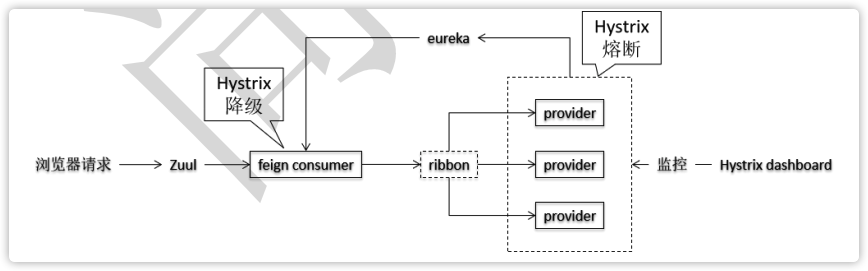 Hystrix
熔断
eureka
Hystrix
降级
provider
浏览器请求
Zuul
feign consumer
ribbon
provider
监控
Hystrix dashboard
provider